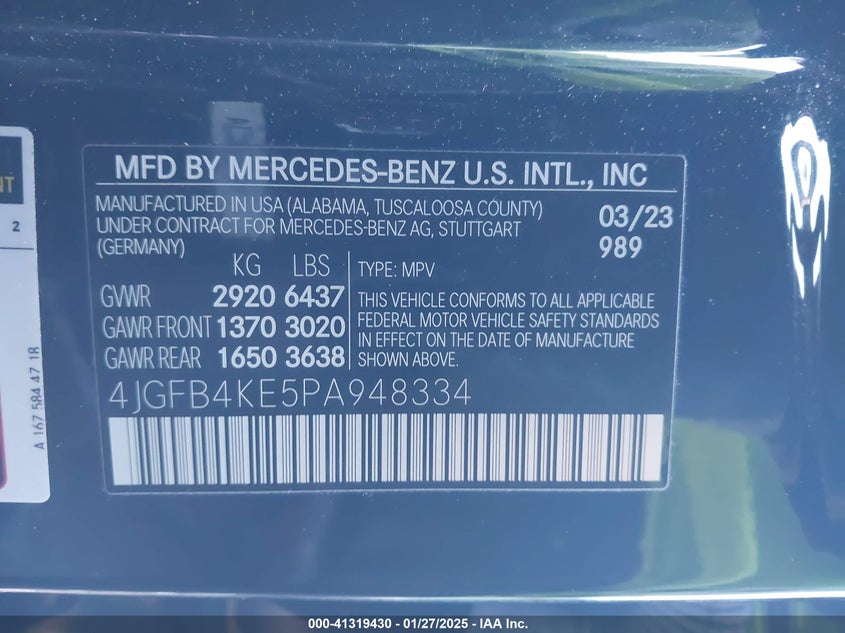 MFD BY MERCEDES-BENZ U.S. INTL., INC
MANUFACTURED IN USA (ALABAMA, TUSCALOOSA COUNTY)
UNDER CONTRACT FOR MERCEDES-BENZ AG, STUTTGART
(GERMANY)
03/23
989
KG LBS
GVWR 2920 6437
GAWR FRONT 1370 3020
GAWR REAR 1650 3638
TYPE: MPV
THIS VEHICLE CONFORMS TO ALL APPLICABLE
FEDERAL MOTOR VEHICLE SAFETY STANDARDS
IN EFFECT ON THE DATE OF MANUFACTURE
SHOWN ABOVE.
4JGFB4KE5PA948334
2
A 167 584 47 18
000-41319430 - 01/27/2025 - IAA Inc.